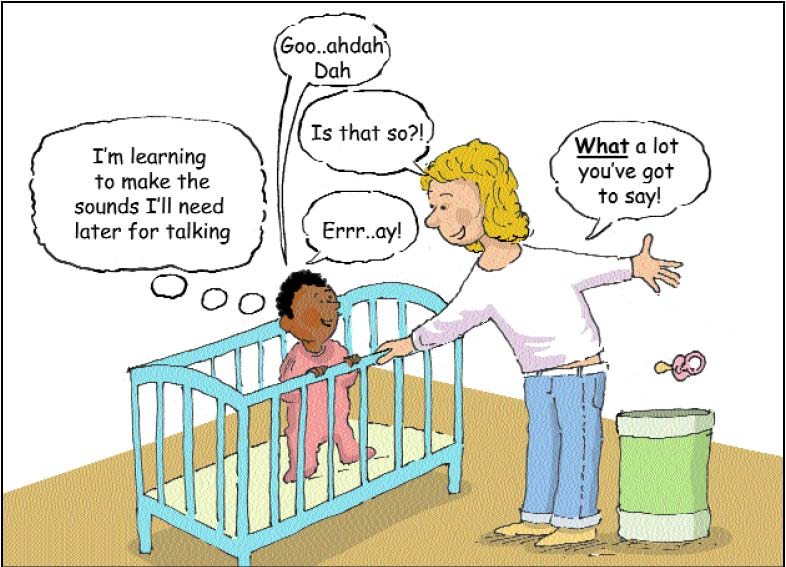 Goo..ahdah
Dah
Is that so?!
I'm learning
to make the
sounds I'll need
later for talking
Errr..ay!
What a lot
you've got
to say!